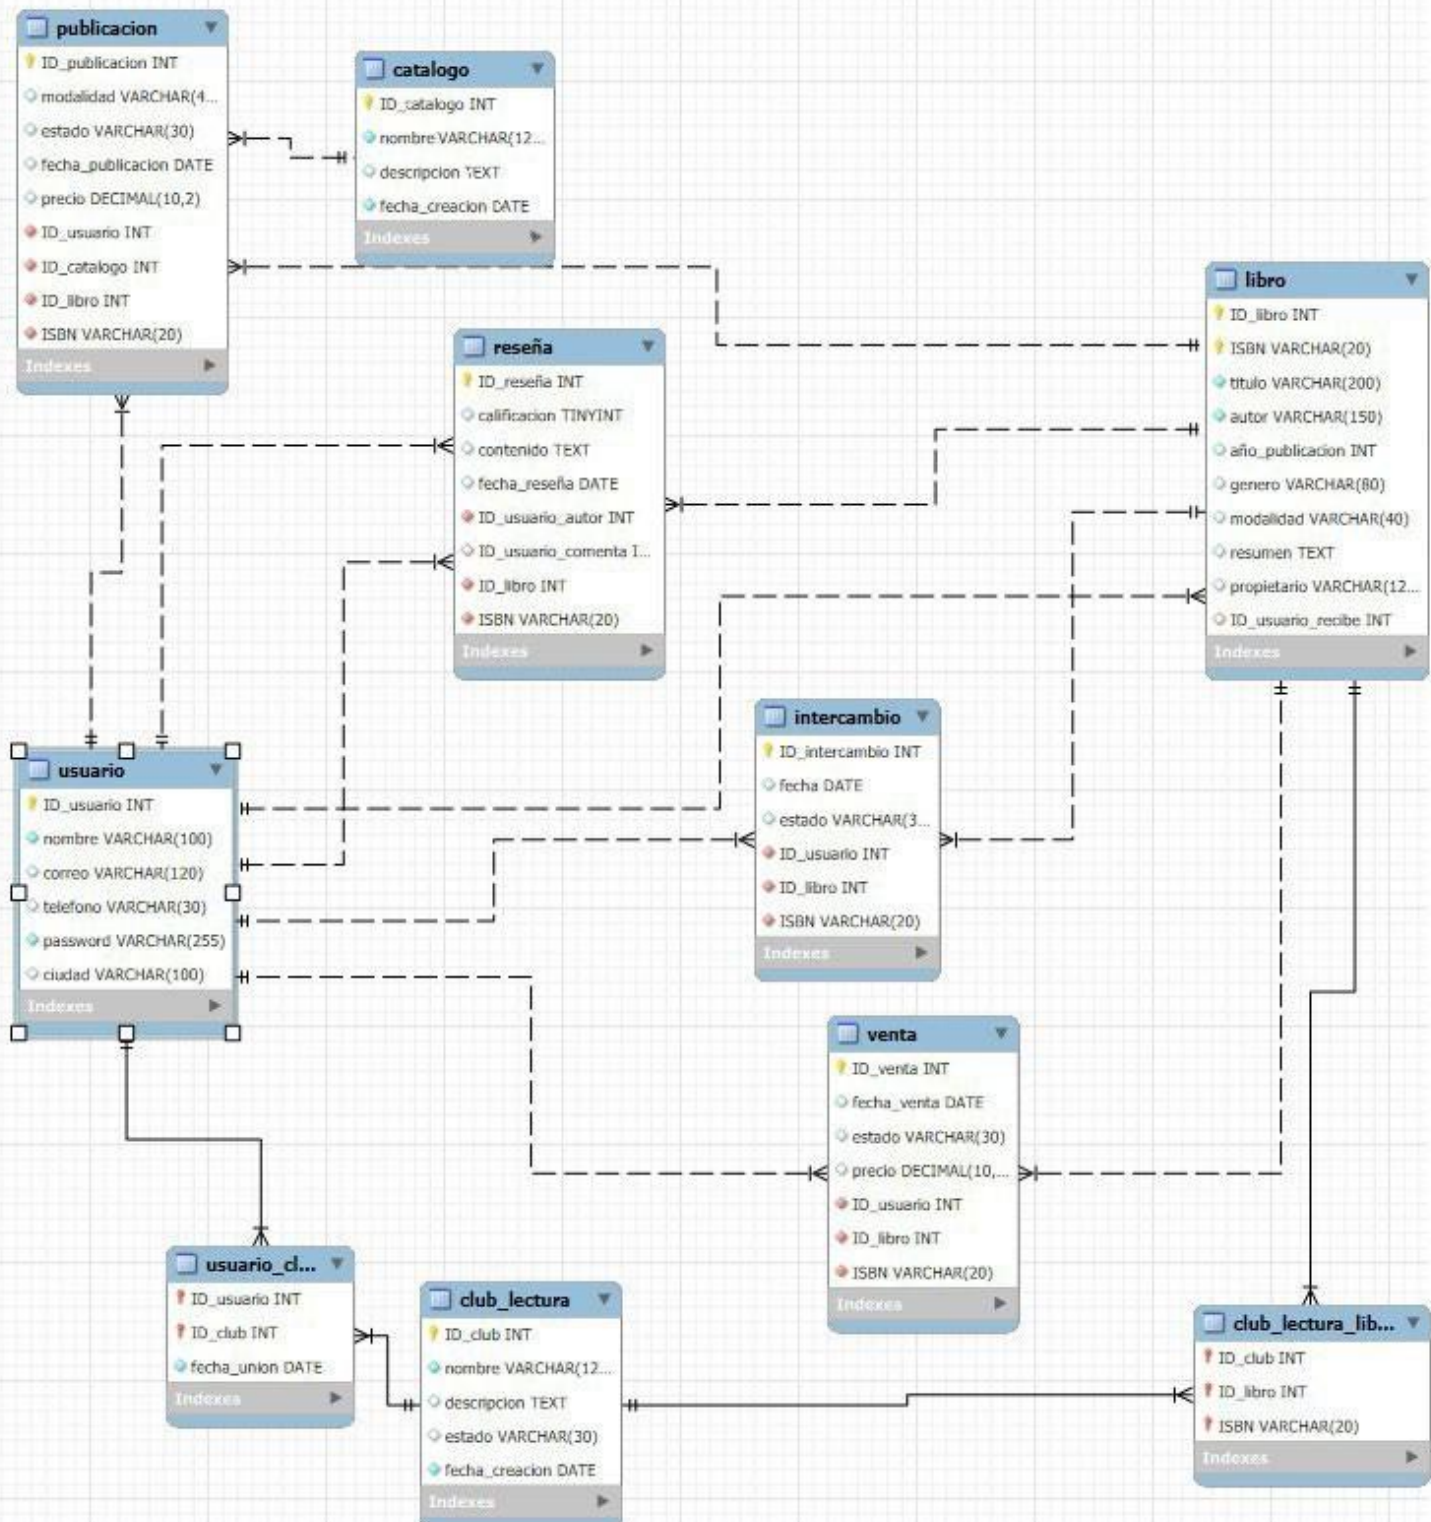 publicacion
ID_publicacion INT
modalidad VARCHAR(4...
estado VARCHAR(30)
fecha_publicacion DATE
precio DECIMAL(10,2)
ID_usuario INT
ID_catalogo INT
ID_libro INT
ISBN VARCHAR(20)
Indexes
catalogo
ID_catalogo INT
nombre VARCHAR(12...
descripcion TEXT
fecha_creacion DATE
Indexes
libro
ID_libro INT
ISBN VARCHAR(20)
titulo VARCHAR(200)
autor VARCHAR(150)
año_publicacion INT
genero VARCHAR(80)
modalidad VARCHAR(40)
resumen TEXT
propietario VARCHAR(12...
ID_usuario_recibe INT
Indexes
reseña
ID_reseña INT
calificacion TINYINT
contenido TEXT
fecha_reseña DATE
ID_usuario_autor INT
ID_usuario_comenta I...
ID_libro INT
ISBN VARCHAR(20)
Indexes
intercambio
ID_intercambio INT
fecha DATE
estado VARCHAR(3...
ID_usuario INT
ID_libro INT
ISBN VARCHAR(20)
Indexes
usuario
ID_usuario INT
nombre VARCHAR(100)
correo VARCHAR(120)
telefono VARCHAR(30)
password VARCHAR(255)
ciudad VARCHAR(100)
Indexes
venta
ID_venta INT
fecha_venta DATE
estado VARCHAR(30)
precio DECIMAL(10,...
ID_usuario INT
ID_libro INT
ISBN VARCHAR(20)
Indexes
usuario_cl...
ID_usuario INT
ID_club INT
fecha_union DATE
Indexes
club_lectura
ID_club INT
nombre VARCHAR(12...
descripcion TEXT
estado VARCHAR(30)
fecha_creacion DATE
Indexes
club_lectura_lib...
ID_club INT
ID_libro INT
ISBN VARCHAR(20)
Indexes